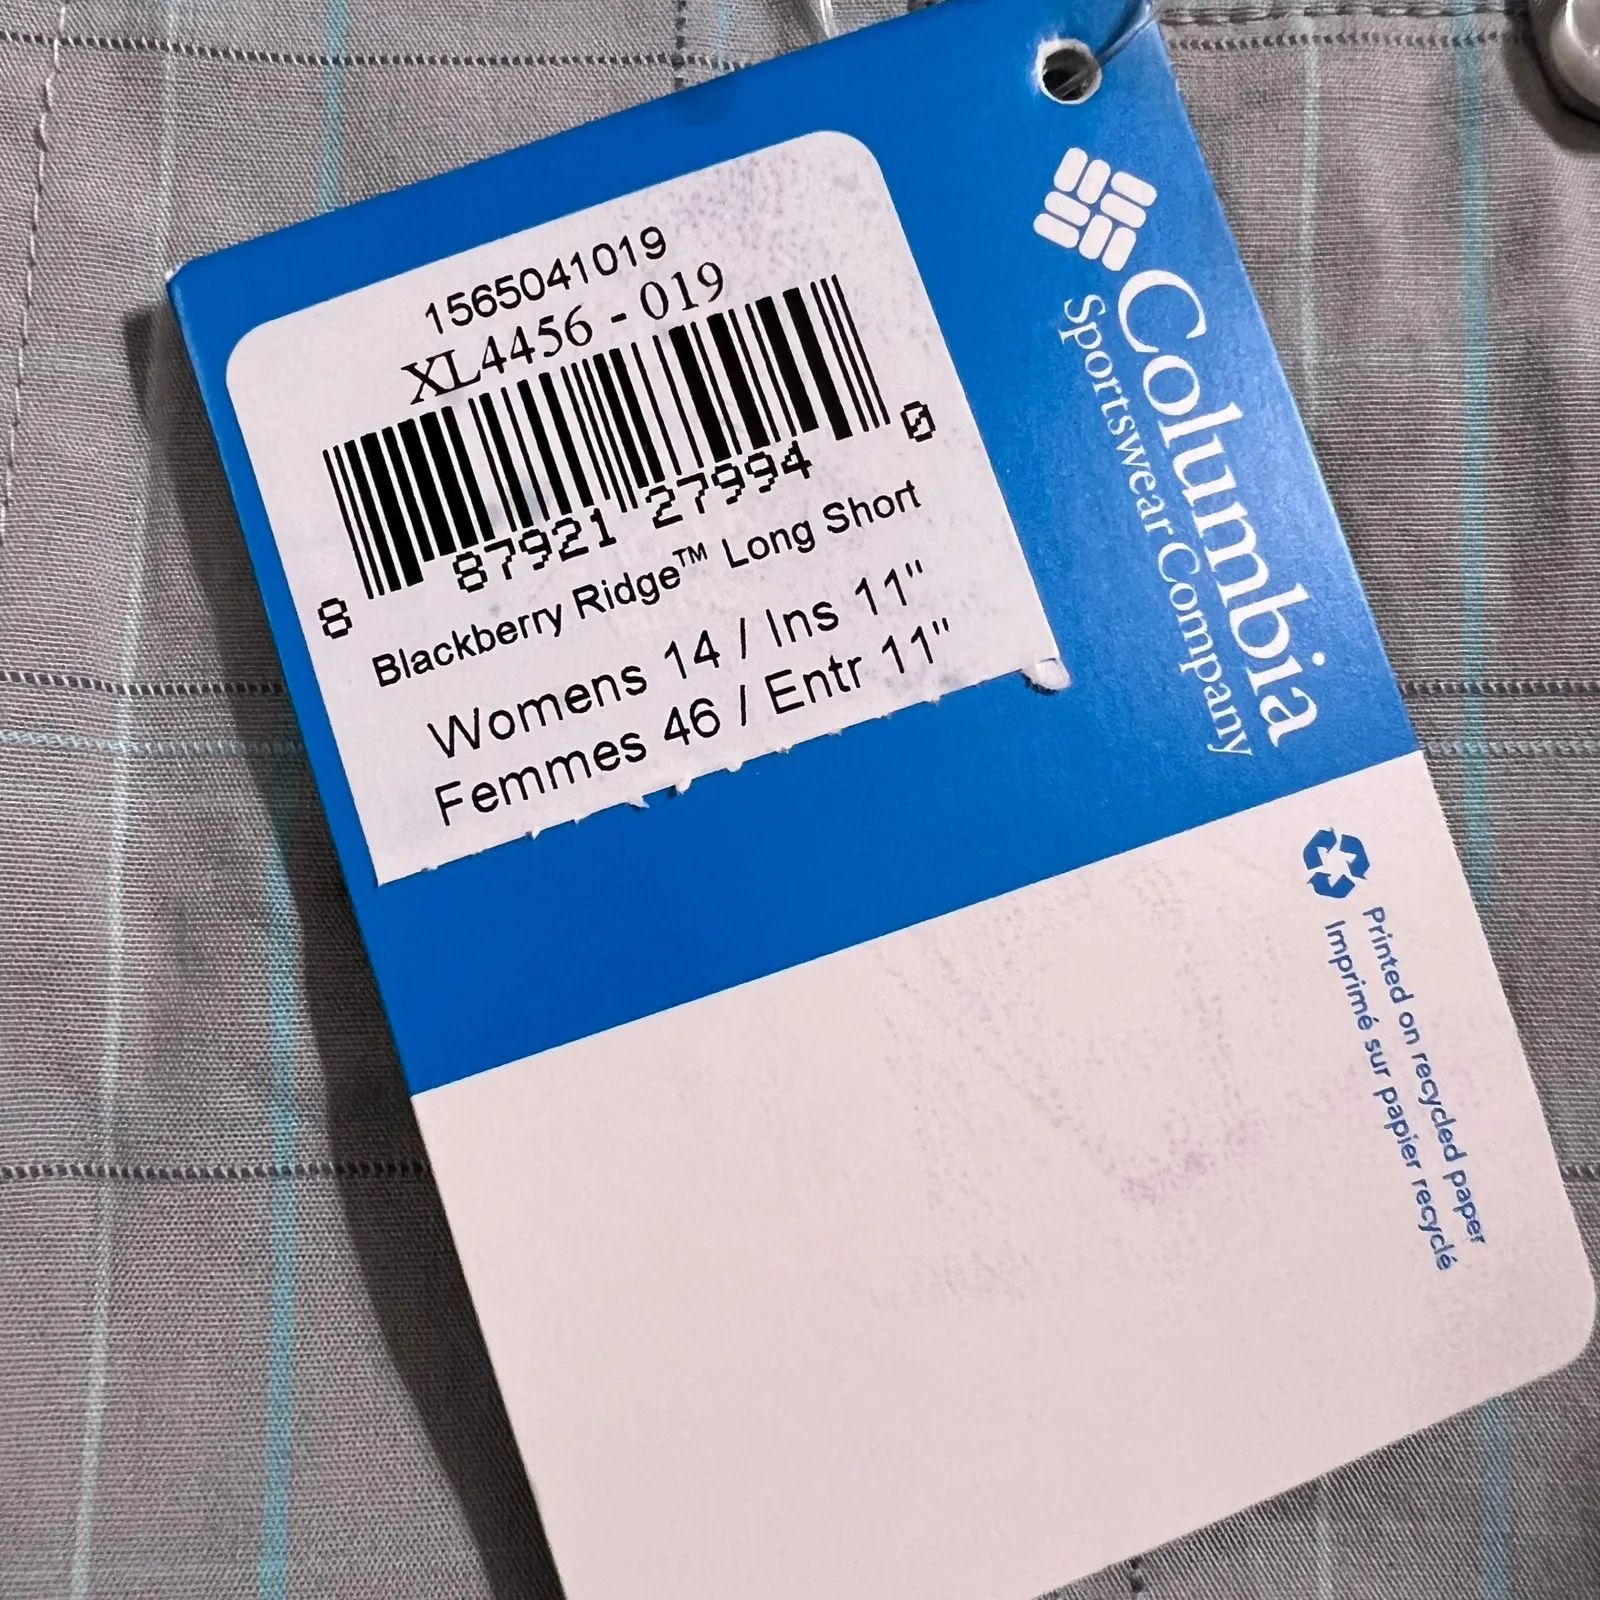 1565041019
XL4456 - 019
8 87921 27994 0
Blackberry Ridge™ Long Short
Womens 14 / Ins 11"
Femmes 46 / Entr 11"
Columbia
Sportswear Company
Printed on recycled paper
Imprimé sur papier recyclé